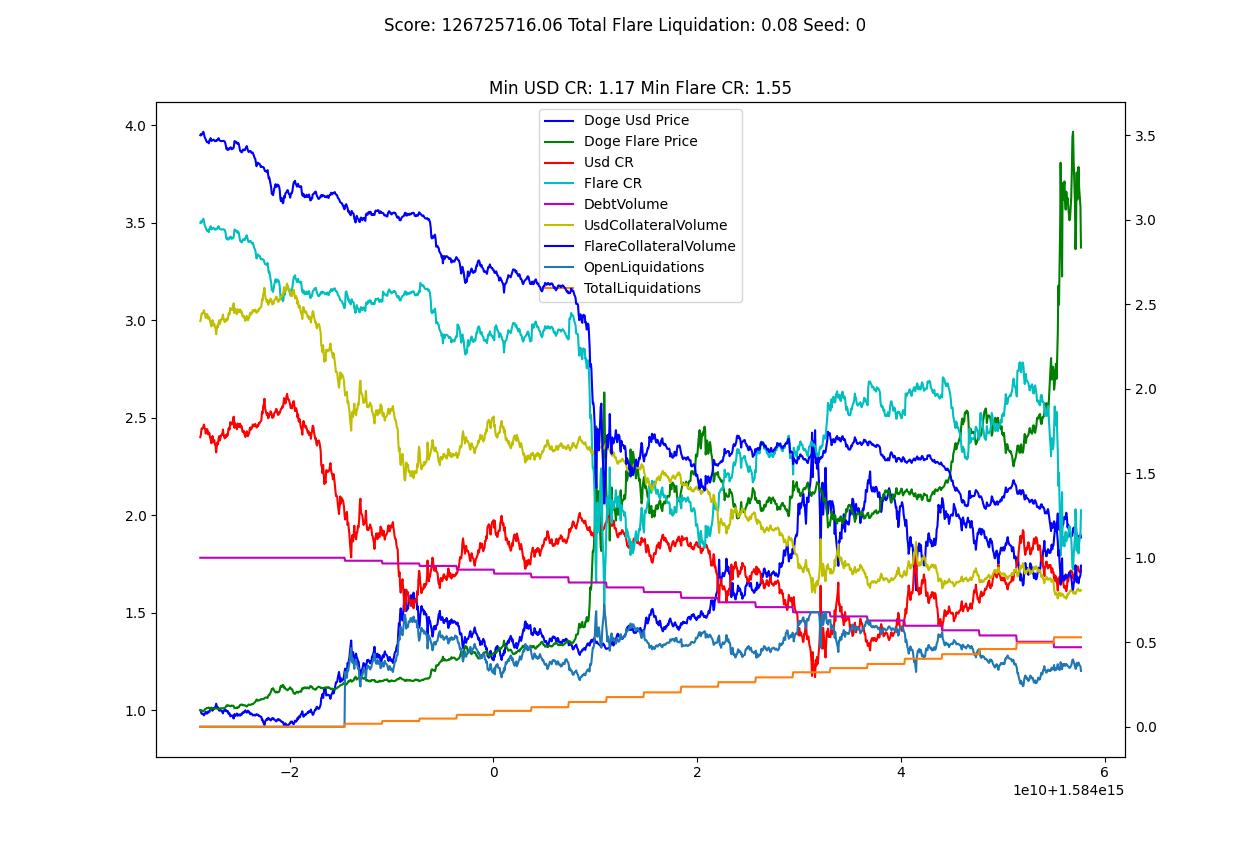 Score: 126725716.06 Total Flare Liquidation: 0.08 Seed: 0
Min USD CR: 1.17 Min Flare CR: 1.55
Doge Usd Price
Doge Flare Price
Usd CR
Flare CR
DebtVolume
UsdCollateralVolume
FlareCollateralVolume
OpenLiquidations
TotalLiquidations
4.0
3.5
3.0
2.5
2.0
1.5
1.0
3.5
3.0
2.5
2.0
1.5
1.0
0.5
0.0
−2
0
2
4
6
1e10+1.584e15